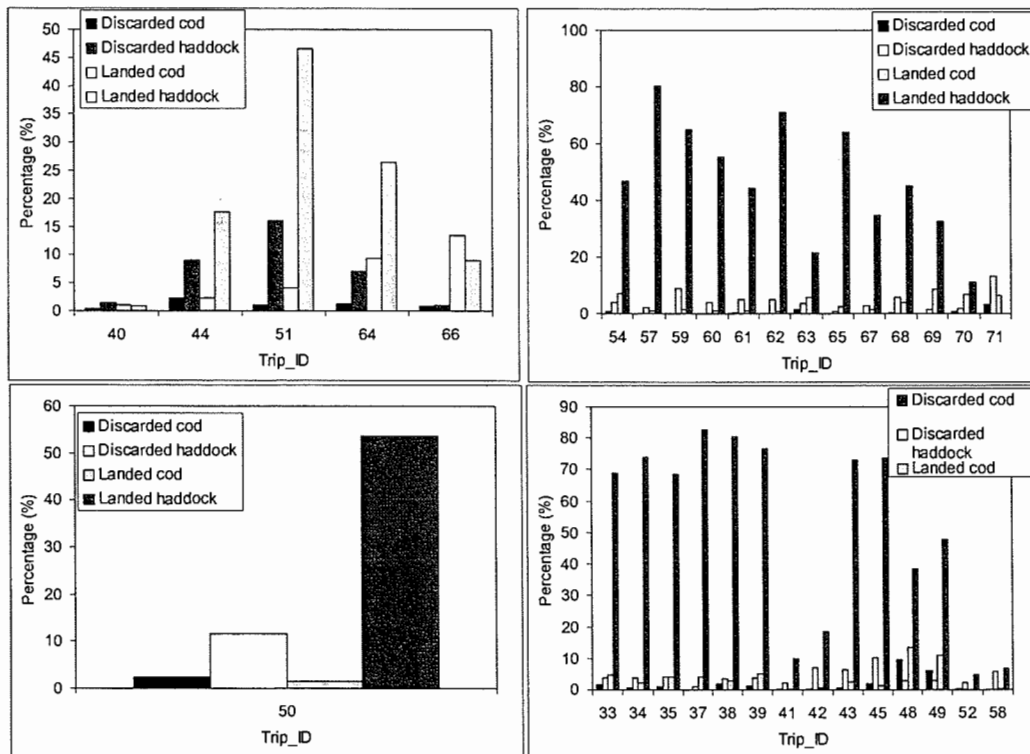 Discarded cod
Discarded haddock
Landed cod
Landed haddock
Percentage (%)
50
45
40
35
30
25
20
15
10
5
0
40 44 51 64 66
Trip_ID
Discarded cod
Discarded haddock
Landed cod
Landed haddock
Percentage (%)
100
80
60
40
20
0
54 57 59 60 61 62 63 65 67 68 69 70 71
Trip_ID
Discarded cod
Discarded haddock
Landed cod
Landed haddock
Percentage (%)
60
50
40
30
20
10
0
50
Trip_ID
Discarded cod
Discarded
haddock
Landed cod
Percentage (%)
90
80
70
60
50
40
30
20
10
0
33 34 35 37 38 39 41 42 43 45 48 49 52 58
Trip_ID